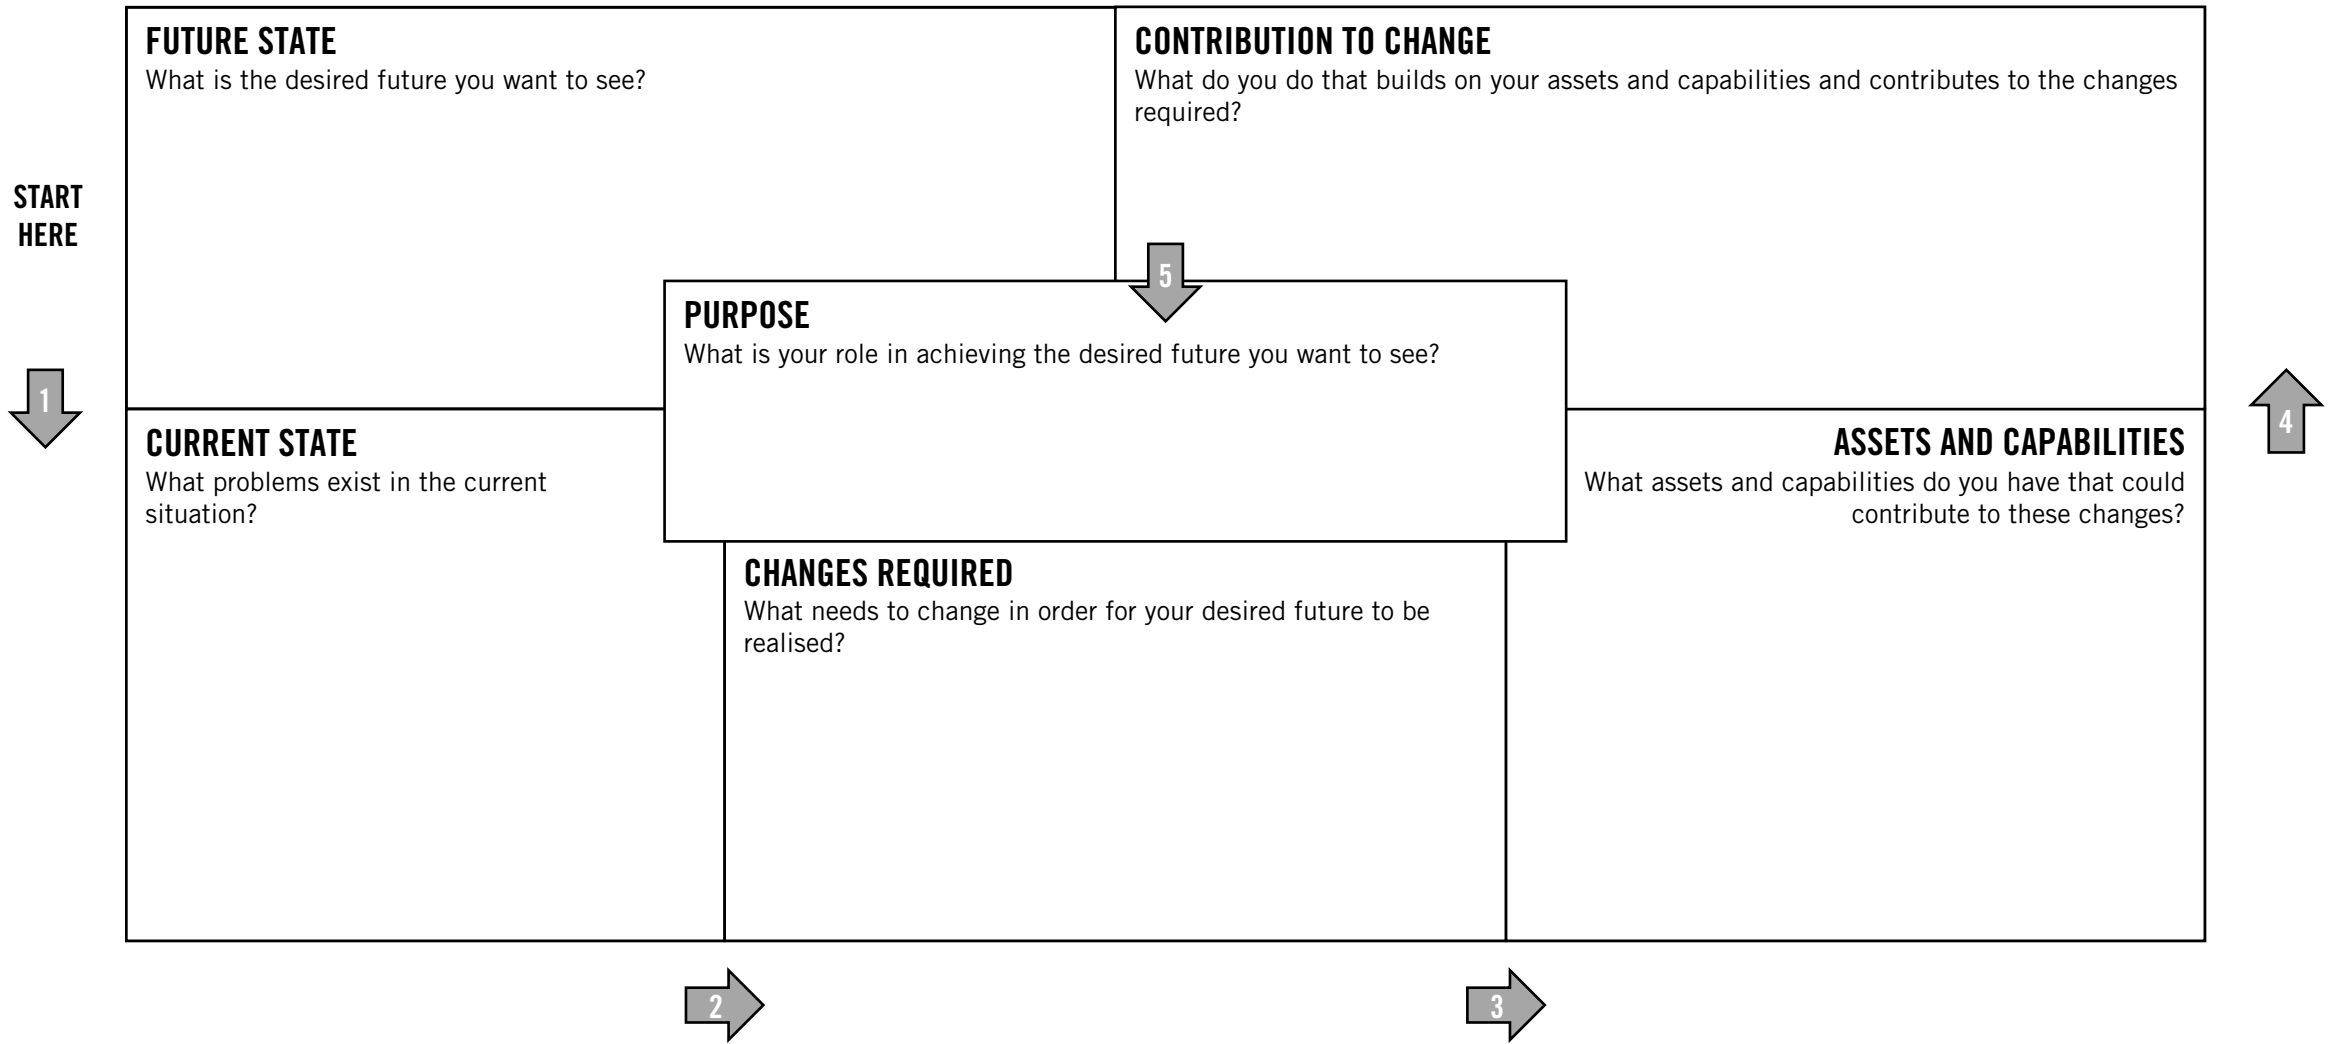 FUTURE STATE
What is the desired future you want to see?
CONTRIBUTION TO CHANGE
What do you do that builds on your assets and capabilities and contributes to the changes
required?
START
HERE
5
PURPOSE
What is your role in achieving the desired future you want to see?
1
4
CURRENT STATE
What problems exist in the current
situation?
ASSETS AND CAPABILITIES
What assets and capabilities do you have that could
contribute to these changes?
CHANGES REQUIRED
What needs to change in order for your desired future to be
realised?
2
3